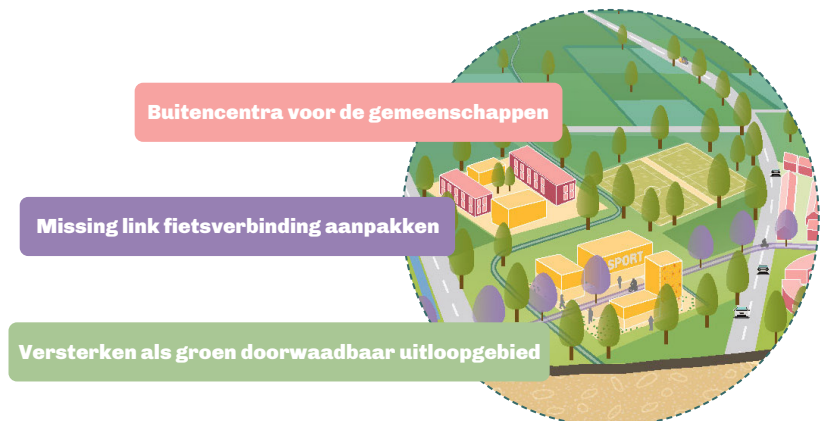 Buitencentra voor de gemeenschappen
Missing link fietsverbinding aanpakken
SPORT
Versterken als groen doorwaadbaar uitloopgebied